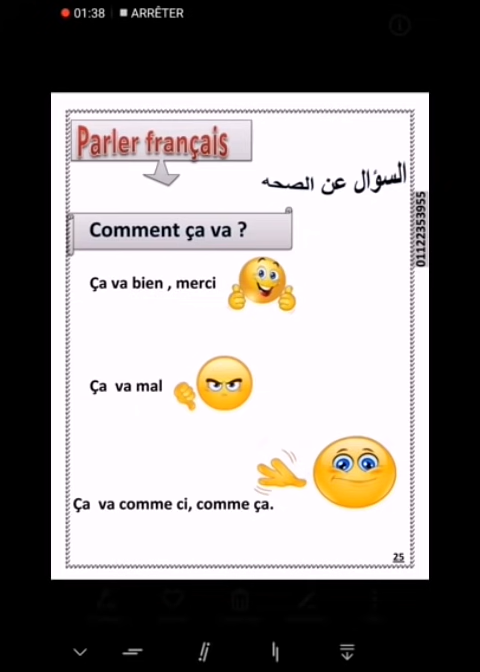 01:38 ARRÊTER
Parler français
السؤال عن الصحه
Comment ça va ?
01122353955
Ça va bien , merci
Ça va mal
Ça va comme ci, comme ça.
25